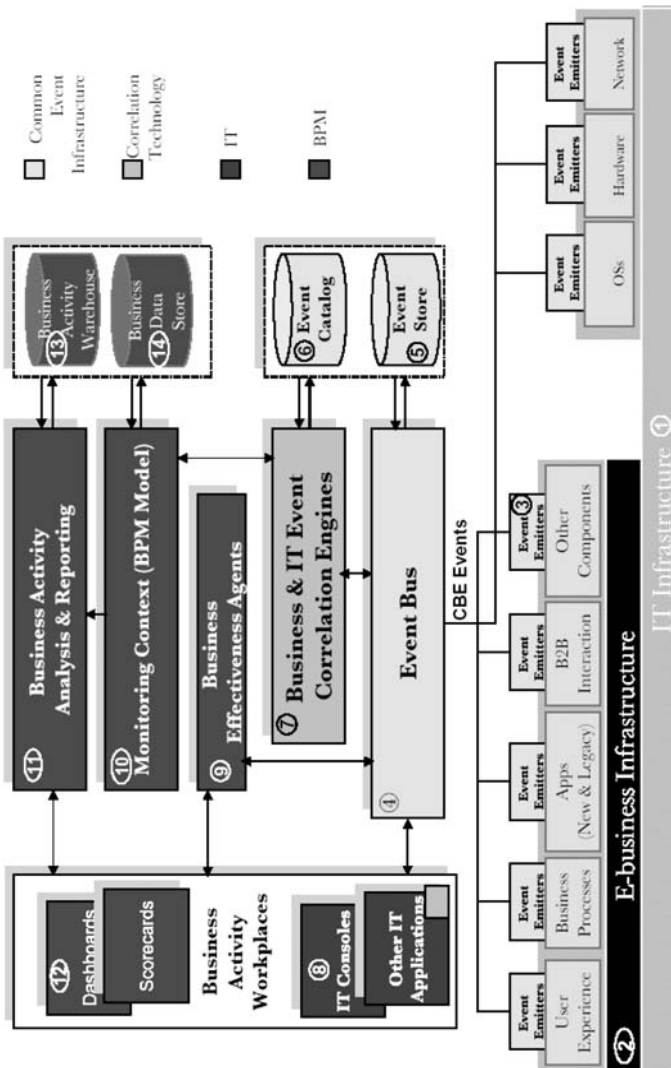 Common
Event
Infrastructure
Correlation
Technology
IT
BPM
13
Business
Activity
Warehouse
14
Business
Data
Store
6
Event
Catalog
5
Event
Store
11
Business Activity
Analysis & Reporting
10
Monitoring Context (BPM Model)
9
Business
Effectiveness Agents
7
Business & IT Event
Correlation Engines
4
Event Bus
CBE Events
12
Dashboards
Scorecards
Business
Activity
Workplaces
8
IT Consoles
Other IT
Applications
Event
Emitters
User
Experience
Event
Emitters
Business
Processes
Event
Emitters
Apps
(New & Legacy)
Event
Emitters
B2B
Interaction
Event 3
Emitters
Other
Components
Event
Emitters
OSs
Event
Emitters
Hardware
Event
Emitters
Network
2
E-business Infrastructure
IT Infrastructure 1